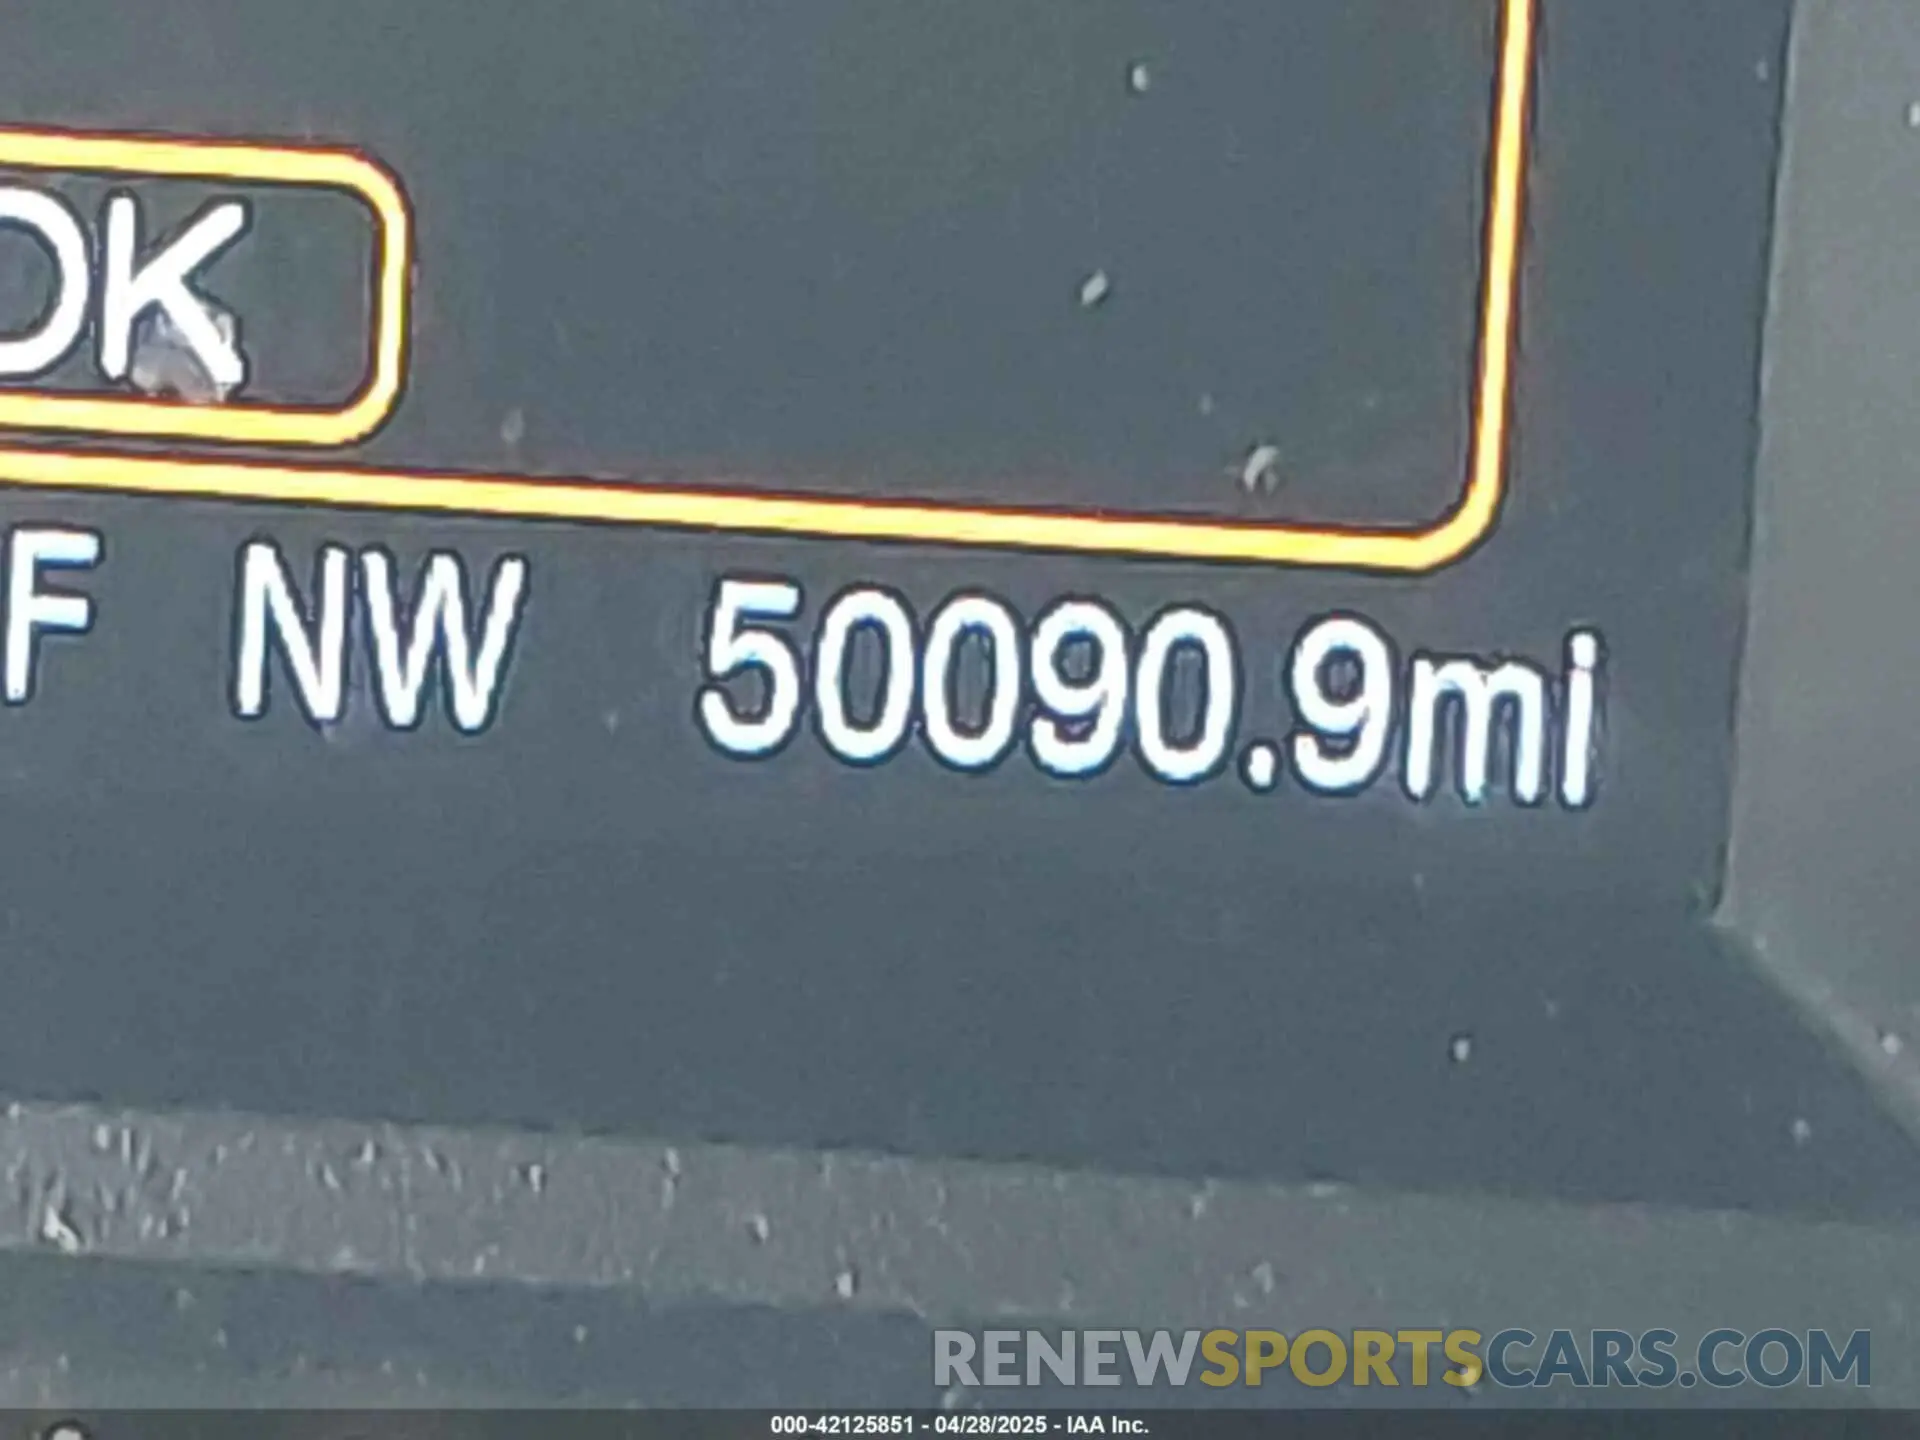 OK
F NW 50090.9mi
RENEWSPORTSCARS.COM
000-42125851 - 04/28/2025 - IAA Inc.